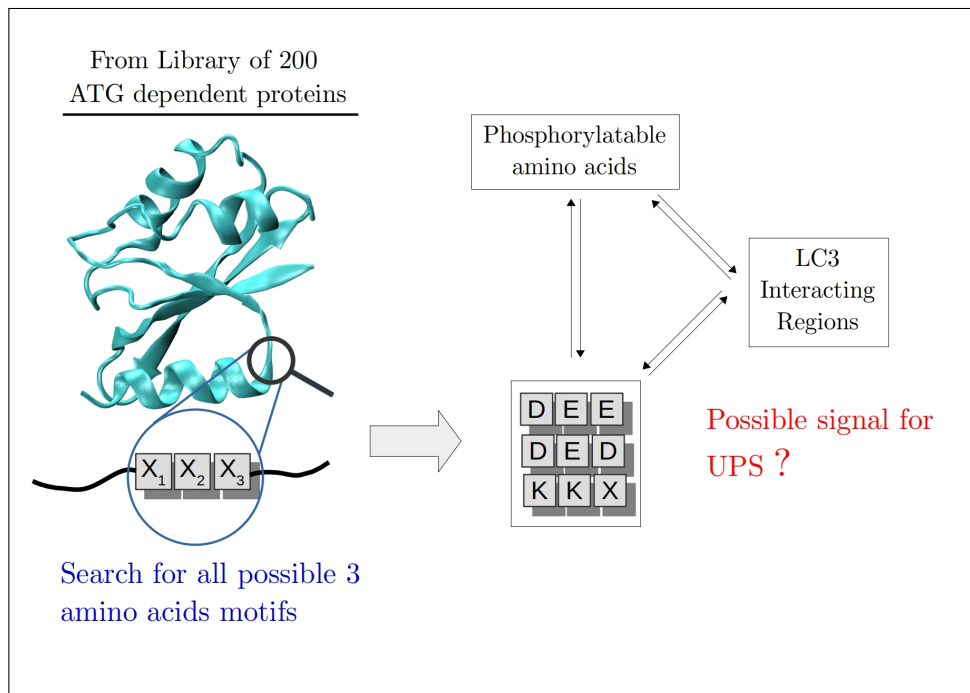 From Library of 200
ATG dependent proteins
X1 X2 X3
Search for all possible 3
amino acids motifs
Phosphorylatable
amino acids
LC3
Interacting
Regions
D E E
D E D
K K X
Possible signal for
UPS ?